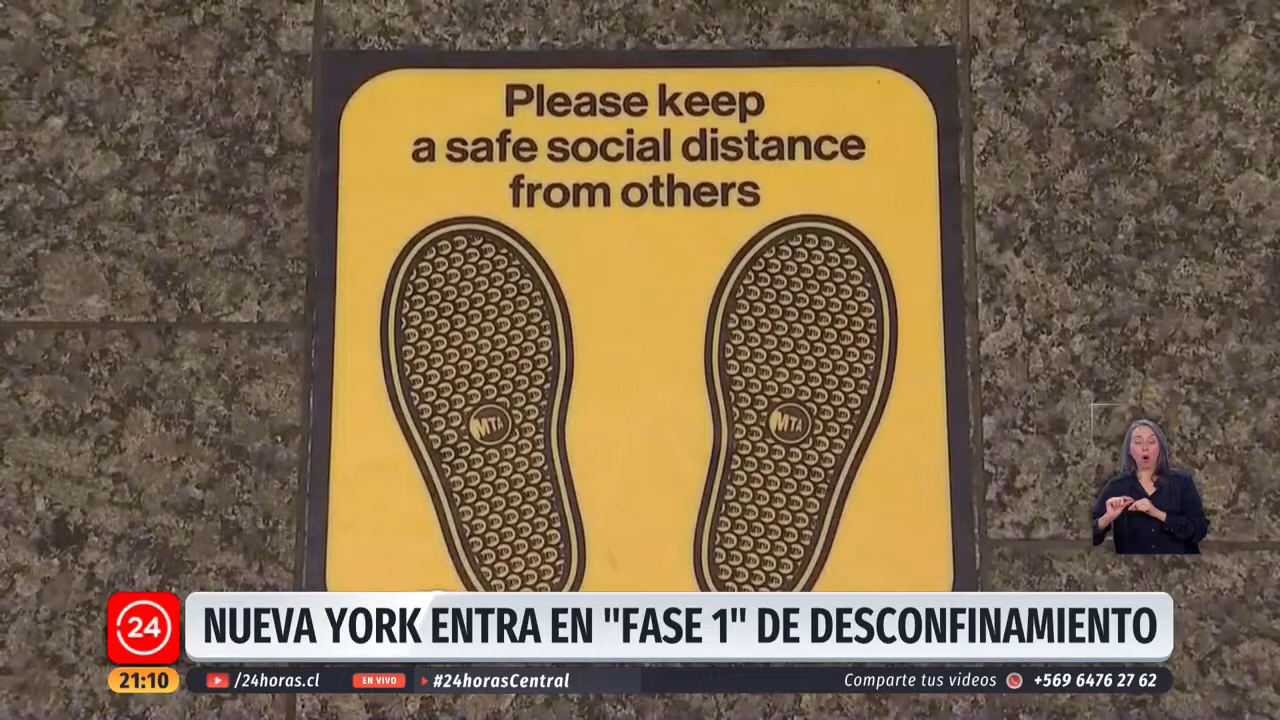 Please keep
a safe social distance
from others
MTA MTA
24
NUEVA YORK ENTRA EN "FASE 1" DE DESCONFINAMIENTO
21:10
/24horas.cl
EN VIVO
#24horasCentral
Comparte tus videos
+569 6476 27 62